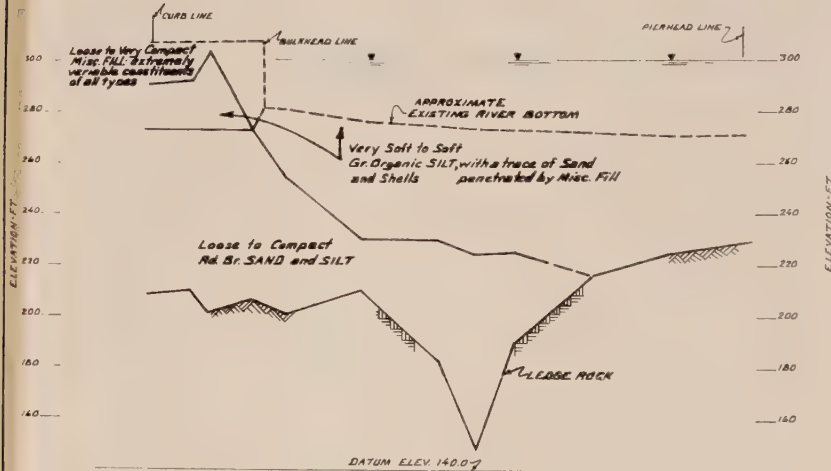 CURB LINE
BULKHEAD LINE
PIERHEAD LINE
Loose to Very Compact
Misc. FILL: extremely
variable constituents
of all types
APPROXIMATE
EXISTING RIVER BOTTOM
Very Soft to Soft
Gr. Organic SILT, with a trace of Sand
and Shells penetrated by Misc. Fill
Loose to Compact
Rd. Br. SAND and SILT
LEDGE ROCK
DATUM ELEV. 140.0
ELEVATION - FT.
300
280
260
240
220
200
180
160
ELEVATION - FT.
300
280
260
240
220
200
180
160